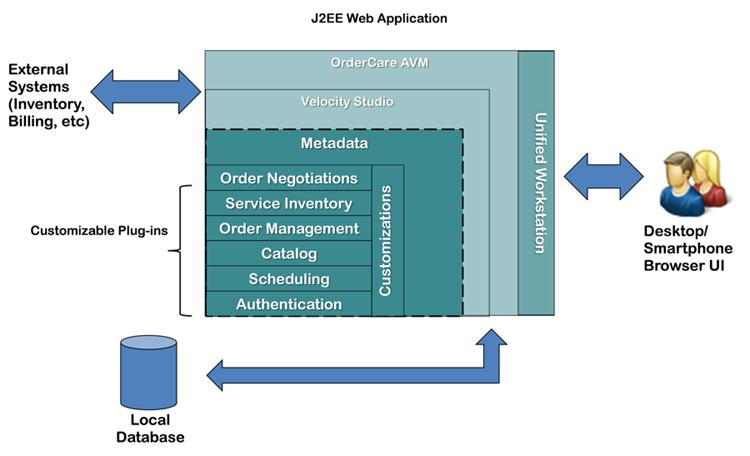 J2EE Web Application
External
Systems
(Inventory,
Billing, etc)
OrderCare AVM
Velocity Studio
Metadata
Order Negotiations
Service Inventory
Order Management
Catalog
Scheduling
Authentication
Customizations
Unified Workstation
Customizable Plug-ins
Desktop/
Smartphone
Browser UI
Local
Database